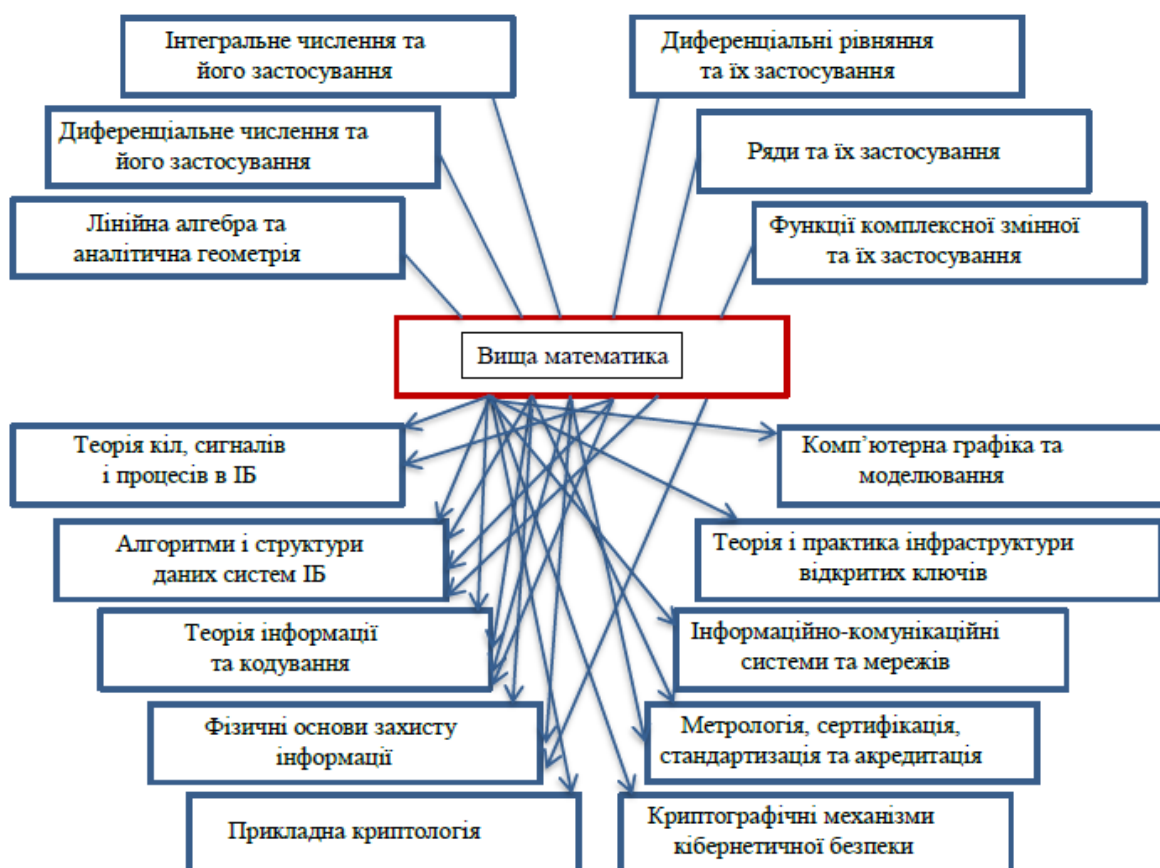 Інтегральне числення та
його застосування
Диференціальні рівняння
та їх застосування
Диференціальне числення та
його застосування
Ряди та їх застосування
Лінійна алгебра та
аналітична геометрія
Функції комплексної змінної
та їх застосування
Вища математика
Теорія кіл, сигналів
і процесів в ІБ
Комп’ютерна графіка та
моделювання
Алгоритми і структури
даних систем ІБ
Теорія і практика інфраструктури
відкритих ключів
Теорія інформації
та кодування
Інформаційно-комунікаційні
системи та мережів
Фізичні основи захисту
інформації
Метрологія, сертифікація,
стандартизація та акредитація
Прикладна криптологія
Криптографічні механізми
кібернетичної безпеки